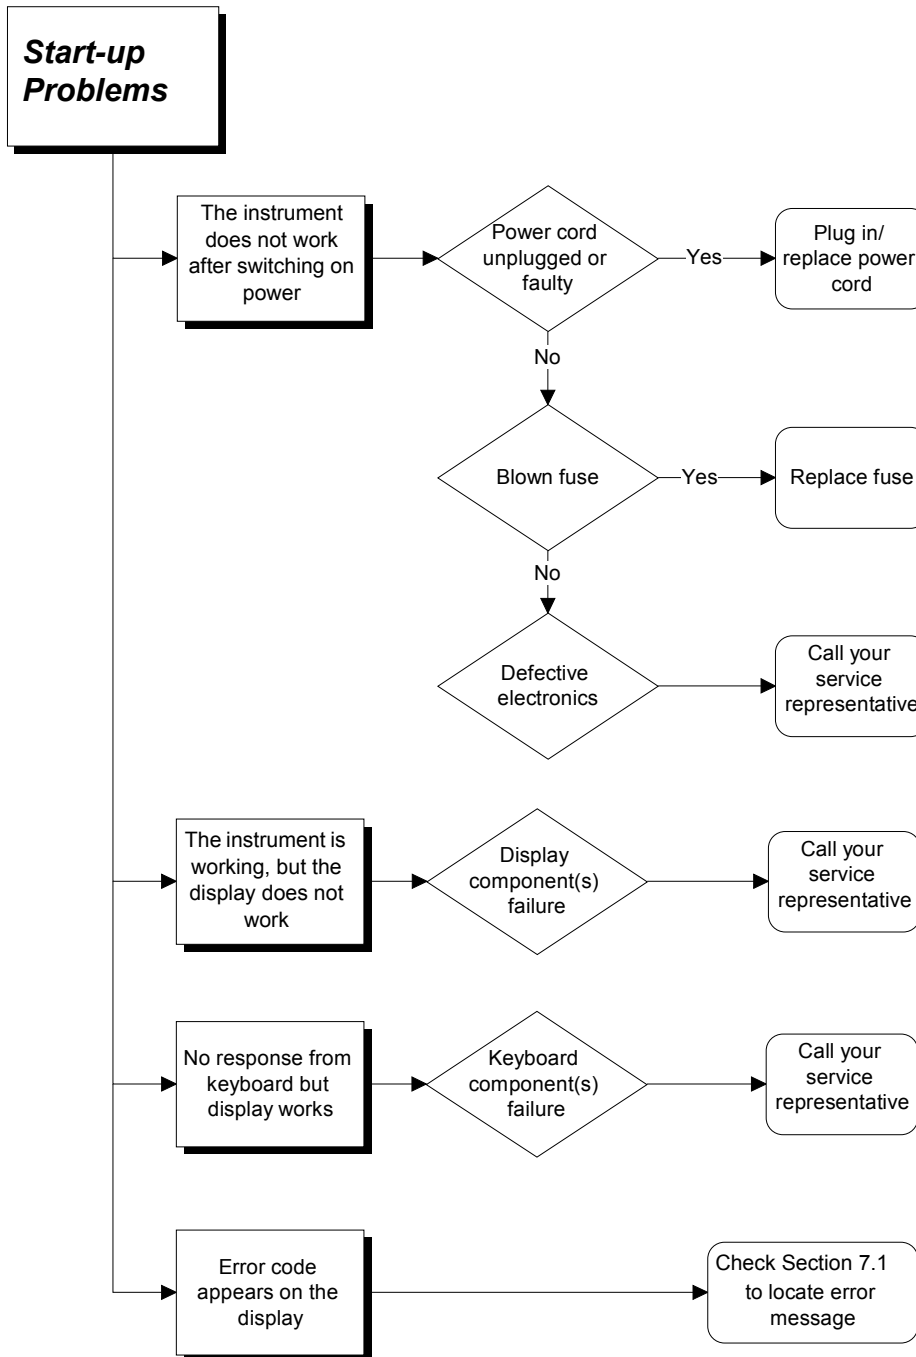 Start-up
Problems
The instrument
does not work
after switching on
power
Power cord
unplugged or
faulty
Yes
Plug in/
replace power
cord
No
Blown fuse
Yes
Replace fuse
No
Defective
electronics
Call your
service
representative
The instrument is
working, but the
display does not
work
Display
component(s)
failure
Call your
service
representative
No response from
keyboard but
display works
Keyboard
component(s)
failure
Call your
service
representative
Error code
appears on the
display
Check Section 7.1
to locate error
message